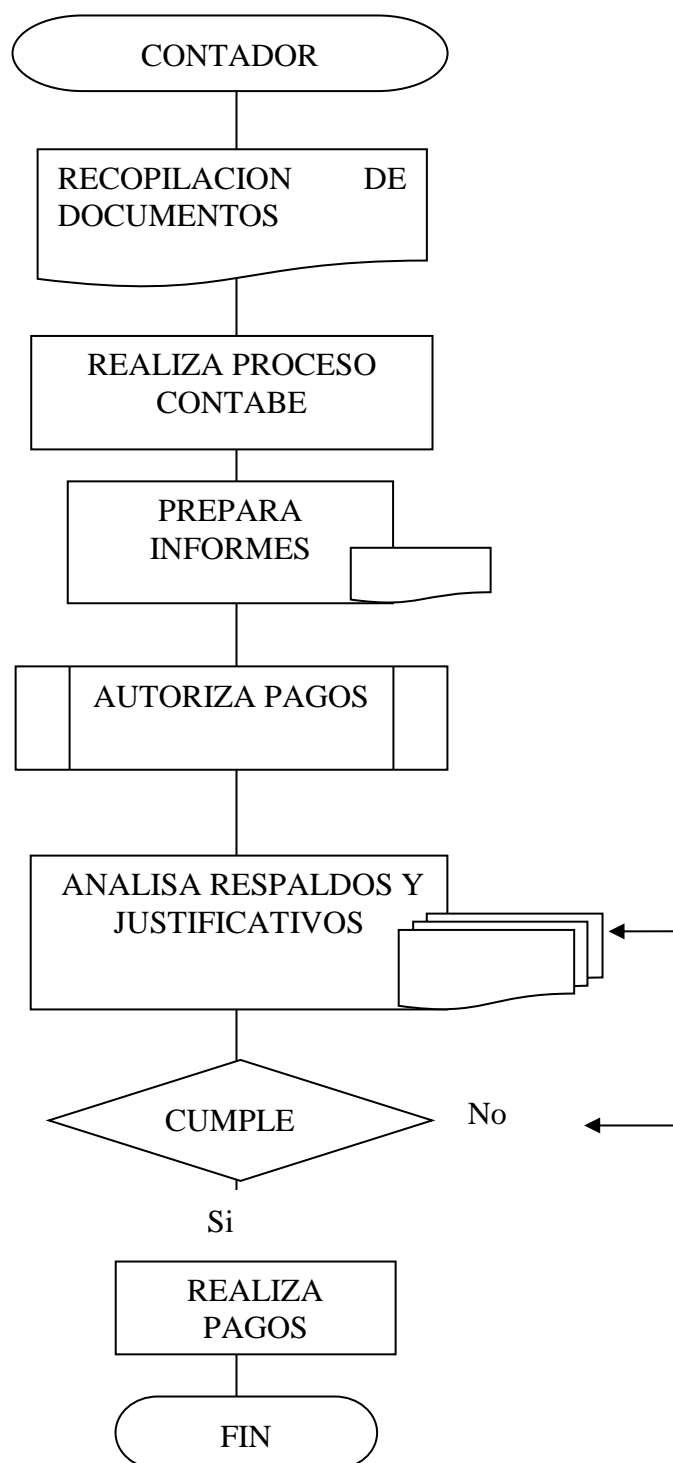 CONTADOR
RECOPILACION DE
DOCUMENTOS
REALIZA PROCESO
CONTABE
PREPARA
INFORMES
AUTORIZA PAGOS
ANALISA RESPALDOS Y
JUSTIFICATIVOS
CUMPLE
No
Si
REALIZA
PAGOS
FIN